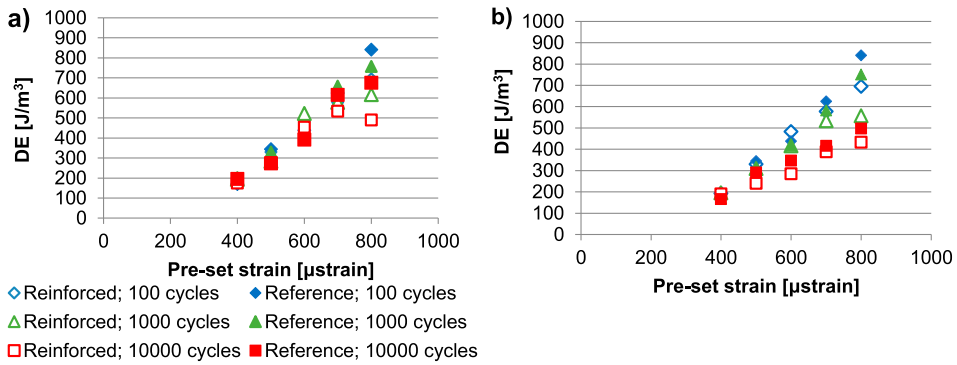 a)
1000
900
800
700
600
500
400
300
200
100
0
DE [J/m³]
0 200 400 600 800 1000
Pre-set strain [µstrain]
b)
1000
900
800
700
600
500
400
300
200
100
0
DE [J/m³]
0 200 400 600 800 1000
Pre-set strain [µstrain]
Reinforced; 100 cycles Reference; 100 cycles
Reinforced; 1000 cycles Reference; 1000 cycles
Reinforced; 10000 cycles Reference; 10000 cycles